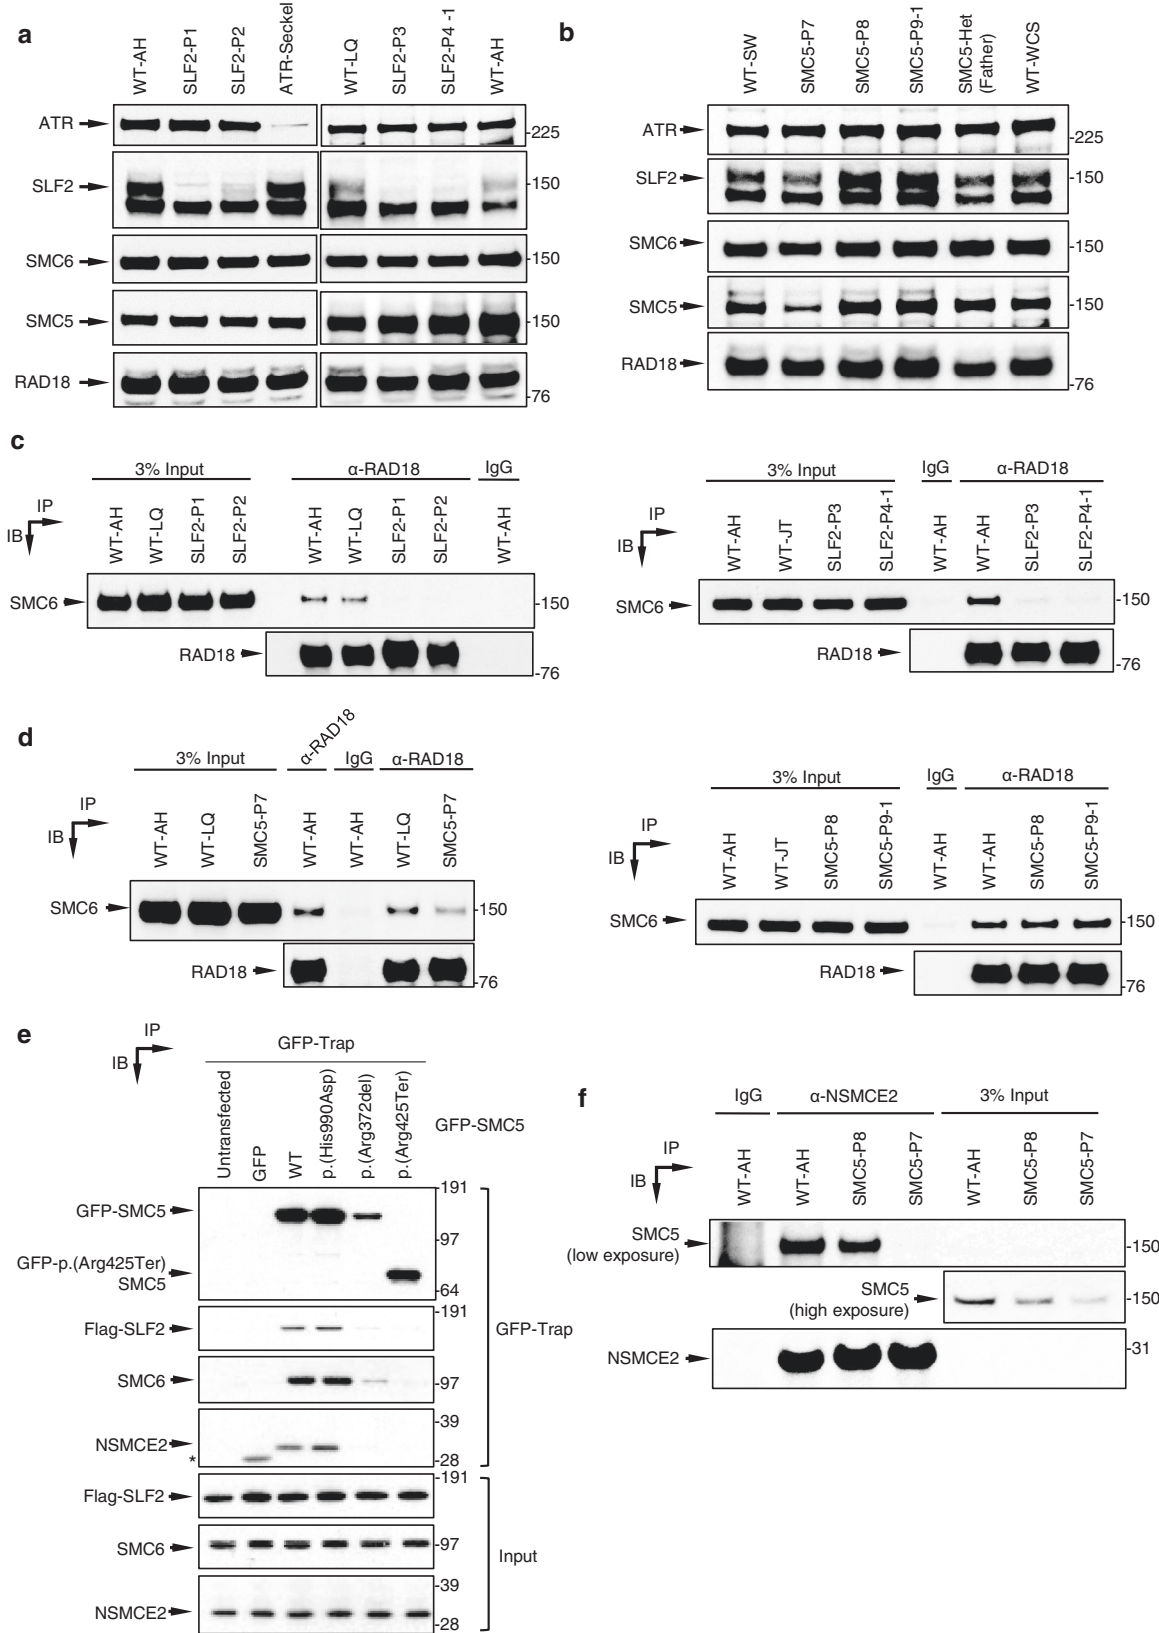 a
WT-AH
SLF2-P1
SLF2-P2
ATR-Seckel
WT-LQ
SLF2-P3
SLF2-P4 -1
WT-AH
ATR
-225
SLF2
-150
SMC6
-150
SMC5
-150
RAD18
-76
b
WT-SW
SMC5-P7
SMC5-P8
SMC5-P9-1
SMC5-Het
(Father)
WT-WCS
ATR
-225
SLF2
-150
SMC6
-150
SMC5
-150
RAD18
-76
c
3% Input
α-RAD18
IgG
IP
IB
WT-AH
WT-LQ
SLF2-P1
SLF2-P2
WT-AH
WT-LQ
SLF2-P1
SLF2-P2
WT-AH
SMC6
-150
RAD18
-76
3% Input
IgG
α-RAD18
IP
IB
WT-AH
WT-JT
SLF2-P3
SLF2-P4-1
WT-AH
WT-AH
SLF2-P3
SLF2-P4-1
SMC6
-150
RAD18
-76
d
3% Input
α-RAD18
IgG
α-RAD18
IP
IB
WT-AH
WT-LQ
SMC5-P7
WT-AH
WT-AH
WT-LQ
SMC5-P7
SMC6
-150
RAD18
-76
3% Input
IgG
α-RAD18
IP
IB
WT-AH
WT-JT
SMC5-P8
SMC5-P9-1
WT-AH
WT-AH
SMC5-P8
SMC5-P9-1
SMC6
-150
RAD18
-76
e
IP
IB
GFP-Trap
Untransfected
GFP
WT
p.(His990Asp)
p.(Arg372del)
p.(Arg425Ter)
GFP-SMC5
GFP-SMC5
-191
-97
GFP-p.(Arg425Ter)
SMC5
-64
Flag-SLF2
-191
GFP-Trap
SMC6
-97
NSMCE2
-39
*
-28
Flag-SLF2
-191
SMC6
-97
Input
NSMCE2
-39
-28
f
IgG
α-NSMCE2
3% Input
IP
IB
WT-AH
WT-AH
SMC5-P8
SMC5-P7
WT-AH
SMC5-P8
SMC5-P7
SMC5
(low exposure)
-150
SMC5
(high exposure)
-150
NSMCE2
-31